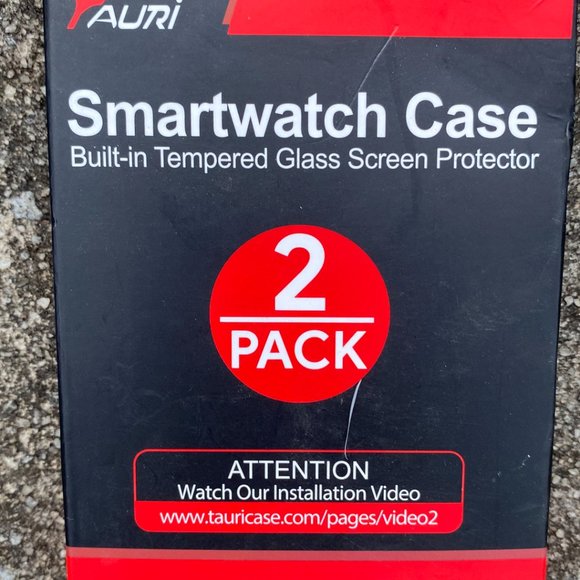 TAURI
Smartwatch Case
Built-in Tempered Glass Screen Protector
2
PACK
ATTENTION
Watch Our Installation Video
www.tauricase.com/pages/video2